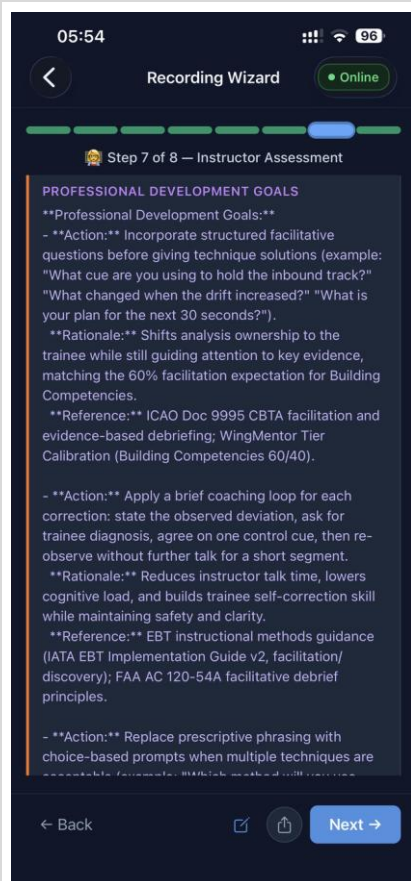 05:54
96
Recording Wizard
Online
Step 7 of 8 — Instructor Assessment
PROFESSIONAL DEVELOPMENT GOALS
**Professional Development Goals:**
- **Action:** Incorporate structured facilitative
questions before giving technique solutions (example:
"What cue are you using to hold the inbound track?"
"What changed when the drift increased?" "What is
your plan for the next 30 seconds?").
**Rationale:** Shifts analysis ownership to the
trainee while still guiding attention to key evidence,
matching the 60% facilitation expectation for Building
Competencies.
**Reference:** ICAO Doc 9995 CBTA facilitation and
evidence-based debriefing; WingMentor Tier
Calibration (Building Competencies 60/40).
- **Action:** Apply a brief coaching loop for each
correction: state the observed deviation, ask for
trainee diagnosis, agree on one control cue, then re-
observe without further talk for a short segment.
**Rationale:** Reduces instructor talk time, lowers
cognitive load, and builds trainee self-correction skill
while maintaining safety and clarity.
**Reference:** EBT instructional methods guidance
(IATA EBT Implementation Guide v2, facilitation/
discovery); FAA AC 120-54A facilitative debrief
principles.
- **Action:** Replace prescriptive phrasing with
choice-based prompts when multiple techniques are
acceptable (example: "Which method will you use
← Back
Next →